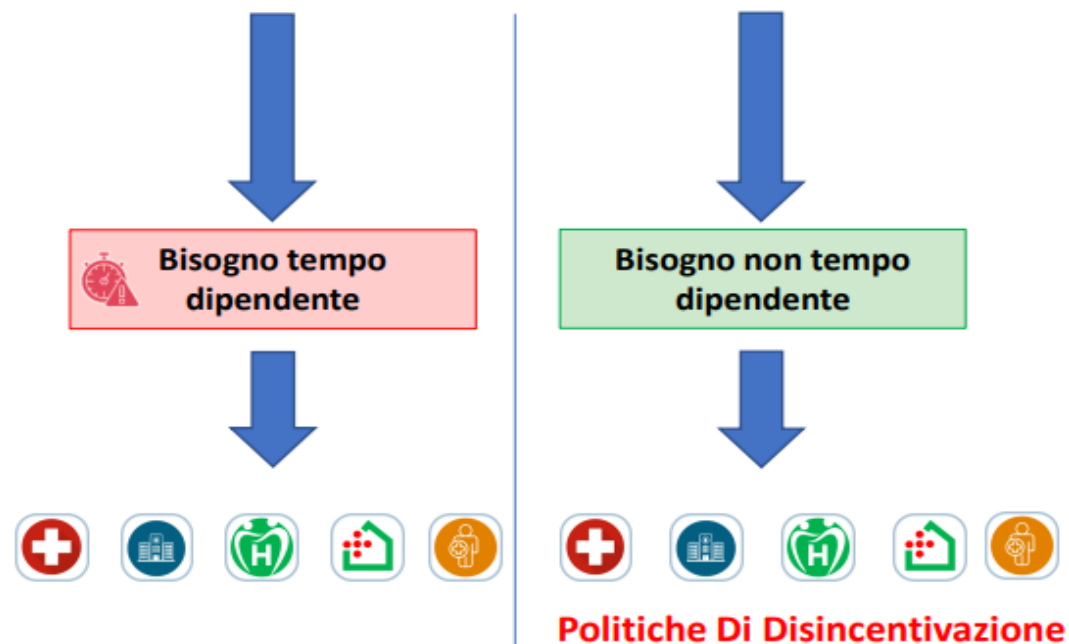 Bisogno tempo
dipendente
Bisogno non tempo
dipendente
H
H
Politiche Di Disincentivazione